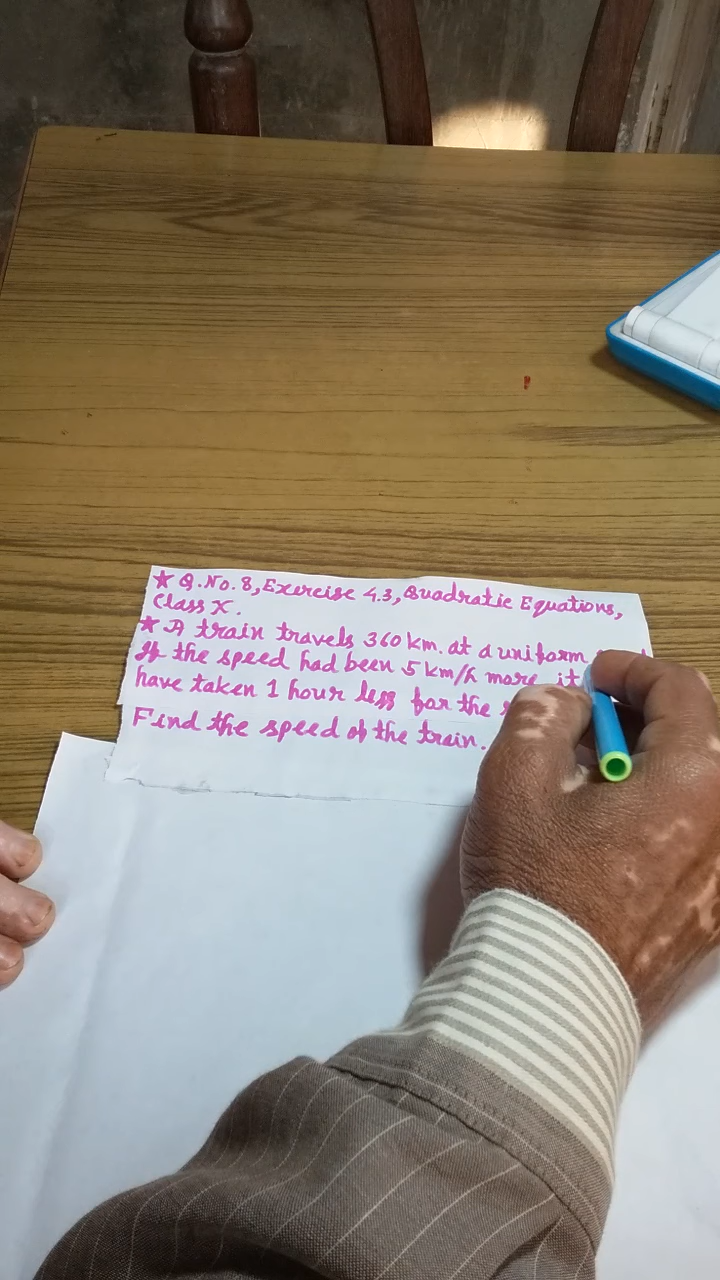 ★ Q.No. 8, Exercise 4.3, Quadratic Equations,
Class X.
★ A train travels 360 km. at a uniform
If the speed had been 5 km/h more, it
have taken 1 hour less for the
Find the speed of the train.